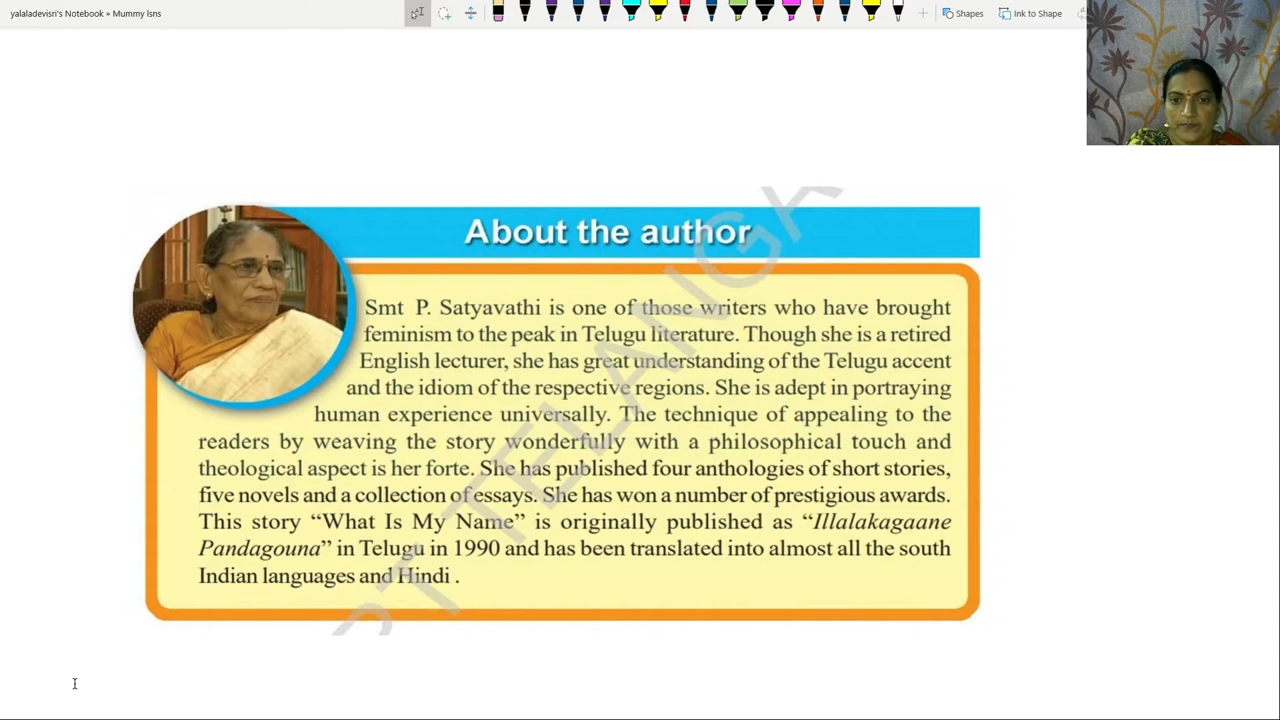 yalaladevisri's Notebook » Mummy lsns
Shapes
Ink to Shape
About the author
Smt P. Satyavathi is one of those writers who have brought
feminism to the peak in Telugu literature. Though she is a retired
English lecturer, she has great understanding of the Telugu accent
and the idiom of the respective regions. She is adept in portraying
human experience universally. The technique of appealing to the
readers by weaving the story wonderfully with a philosophical touch and
theological aspect is her forte. She has published four anthologies of short stories,
five novels and a collection of essays. She has won a number of prestigious awards.
This story “What Is My Name” is originally published as “Illalakagaane
Pandagouna” in Telugu in 1990 and has been translated into almost all the south
Indian languages and Hindi .
RT TELANGA